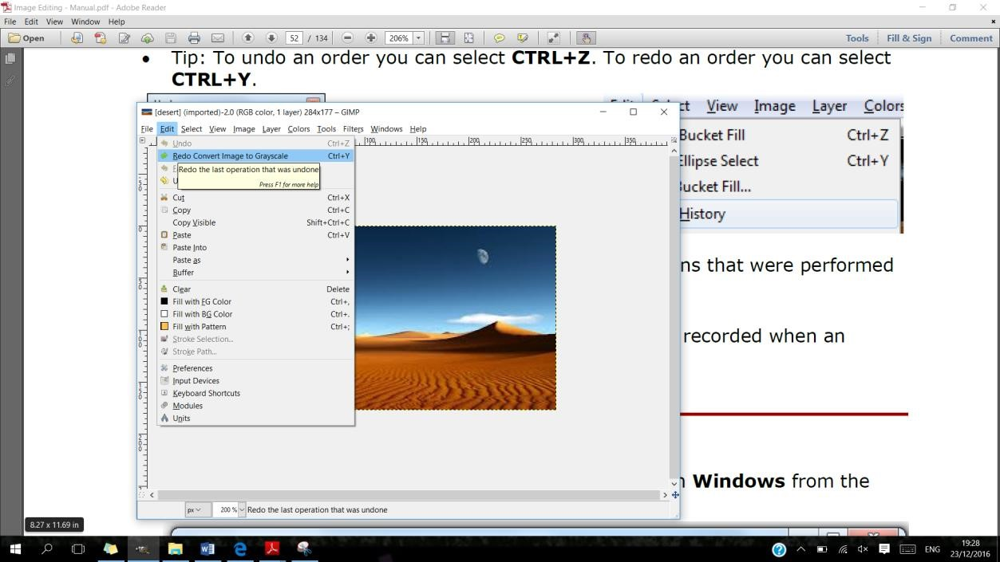 Image Editing - Manual.pdf - Adobe Reader
File Edit View Window Help
Open 52 / 134 206% Tools Fill & Sign Comment
• Tip: To undo an order you can select CTRL+Z. To redo an order you can select
CTRL+Y.
[desert] (imported)-2.0 (RGB color, 1 layer) 284x177 – GIMP
File Edit Select View Image Layer Colors Tools Filters Windows Help
View Image Layer Colors
100 150 200 250 300 350
Undo Ctrl+Z
Redo Convert Image to Grayscale Ctrl+Y
Redo the last operation that was undone
Press F1 for more help
Cut Ctrl+X
Copy Ctrl+C
Copy Visible Shift+Ctrl+C
Paste Ctrl+V
Paste Into
Paste as
Buffer
Clear Delete
Fill with FG Color Ctrl+,
Fill with BG Color Ctrl+.
Fill with Pattern Ctrl+;
Stroke Selection...
Stroke Path...
Preferences
Input Devices
Keyboard Shortcuts
Modules
Units
Bucket Fill Ctrl+Z
Ellipse Select Ctrl+Y
Bucket Fill...
History
ns that were performed
recorded when an
Windows from the
px 200 % Redo the last operation that was undone
8.27 x 11.69 in
ENG 19:28
23/12/2016